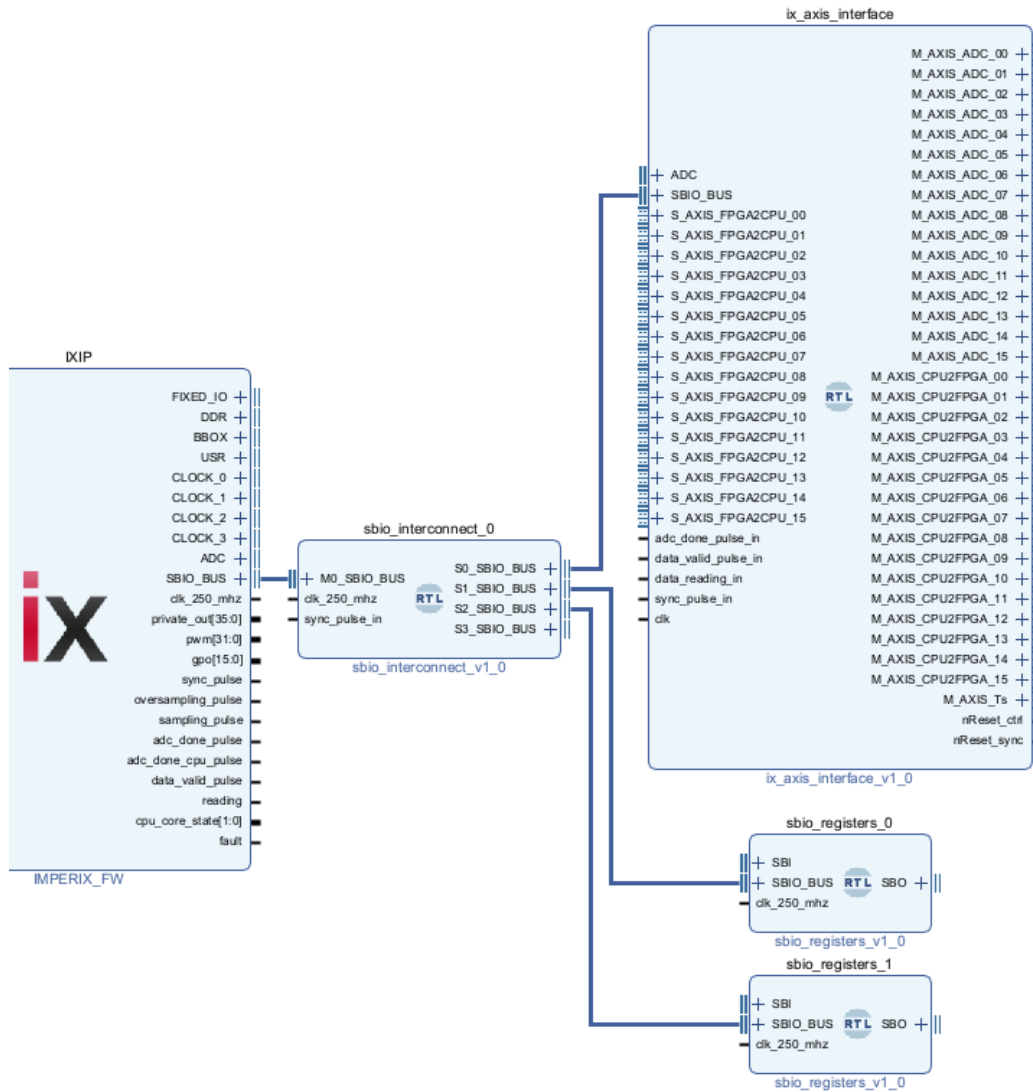 ix_axis_interface
M_AXIS_ADC_00
M_AXIS_ADC_01
M_AXIS_ADC_02
M_AXIS_ADC_03
M_AXIS_ADC_04
M_AXIS_ADC_05
M_AXIS_ADC_06
M_AXIS_ADC_07
M_AXIS_ADC_08
M_AXIS_ADC_09
M_AXIS_ADC_10
M_AXIS_ADC_11
M_AXIS_ADC_12
M_AXIS_ADC_13
M_AXIS_ADC_14
M_AXIS_ADC_15
M_AXIS_CPU2FPGA_00
M_AXIS_CPU2FPGA_01
M_AXIS_CPU2FPGA_02
M_AXIS_CPU2FPGA_03
M_AXIS_CPU2FPGA_04
M_AXIS_CPU2FPGA_05
M_AXIS_CPU2FPGA_06
M_AXIS_CPU2FPGA_07
M_AXIS_CPU2FPGA_08
M_AXIS_CPU2FPGA_09
M_AXIS_CPU2FPGA_10
M_AXIS_CPU2FPGA_11
M_AXIS_CPU2FPGA_12
M_AXIS_CPU2FPGA_13
M_AXIS_CPU2FPGA_14
M_AXIS_CPU2FPGA_15
M_AXIS_Ts
nReset_ctrl
nReset_sync
ADC
SBIO_BUS
S_AXIS_FPGA2CPU_00
S_AXIS_FPGA2CPU_01
S_AXIS_FPGA2CPU_02
S_AXIS_FPGA2CPU_03
S_AXIS_FPGA2CPU_04
S_AXIS_FPGA2CPU_05
S_AXIS_FPGA2CPU_06
S_AXIS_FPGA2CPU_07
S_AXIS_FPGA2CPU_08
S_AXIS_FPGA2CPU_09
S_AXIS_FPGA2CPU_10
S_AXIS_FPGA2CPU_11
S_AXIS_FPGA2CPU_12
S_AXIS_FPGA2CPU_13
S_AXIS_FPGA2CPU_14
S_AXIS_FPGA2CPU_15
adc_done_pulse_in
data_valid_pulse_in
data_reading_in
sync_pulse_in
clk
RTL
ix_axis_interface_v1_0
IXIP
FIXED_IO
DDR
BBOX
USR
CLOCK_0
CLOCK_1
CLOCK_2
CLOCK_3
ADC
SBIO_BUS
clk_250_mhz
private_out[35:0]
pwm[31:0]
gpo[15:0]
sync_pulse
oversampling_pulse
sampling_pulse
adc_done_pulse
adc_done_cpu_pulse
data_valid_pulse
reading
cpu_core_state[1:0]
fault
ix
IMPERIX_FW
sbio_interconnect_0
M0_SBIO_BUS
clk_250_mhz
sync_pulse_in
RTL
S0_SBIO_BUS
S1_SBIO_BUS
S2_SBIO_BUS
S3_SBIO_BUS
sbio_interconnect_v1_0
sbio_registers_0
SBI
SBIO_BUS RTL SBO
clk_250_mhz
sbio_registers_v1_0
sbio_registers_1
SBI
SBIO_BUS RTL SBO
clk_250_mhz
sbio_registers_v1_0